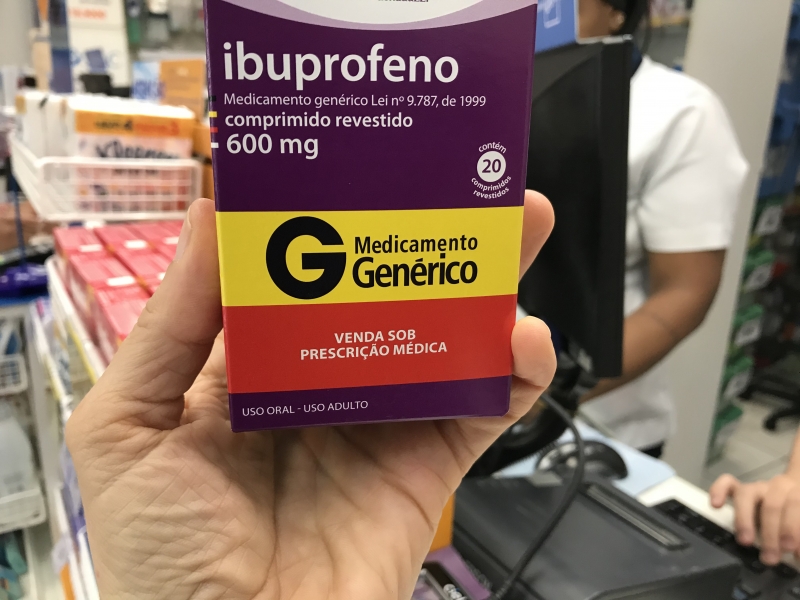 ibuprofeno
Medicamento genérico Lei nº 9.787, de 1999
comprimido revestido
600 mg
contém
20
comprimidos
revestidos
G Medicamento
Genérico
VENDA SOB
PRESCRIÇÃO MÉDICA
USO ORAL - USO ADULTO